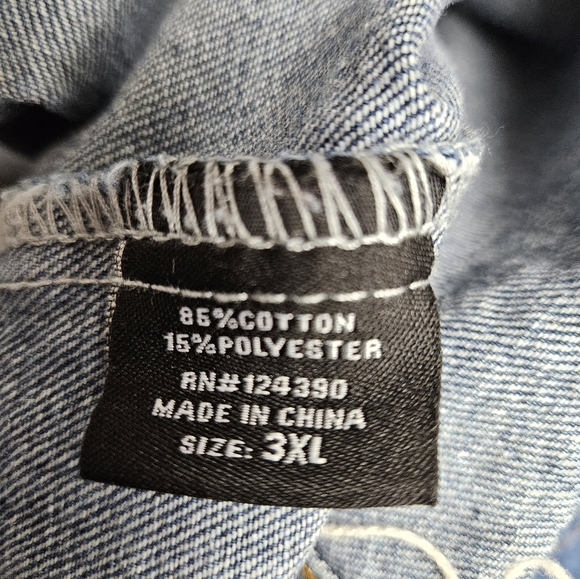 85%COTTON
15%POLYESTER
RN#124390
MADE IN CHINA
SIZE: 3XL